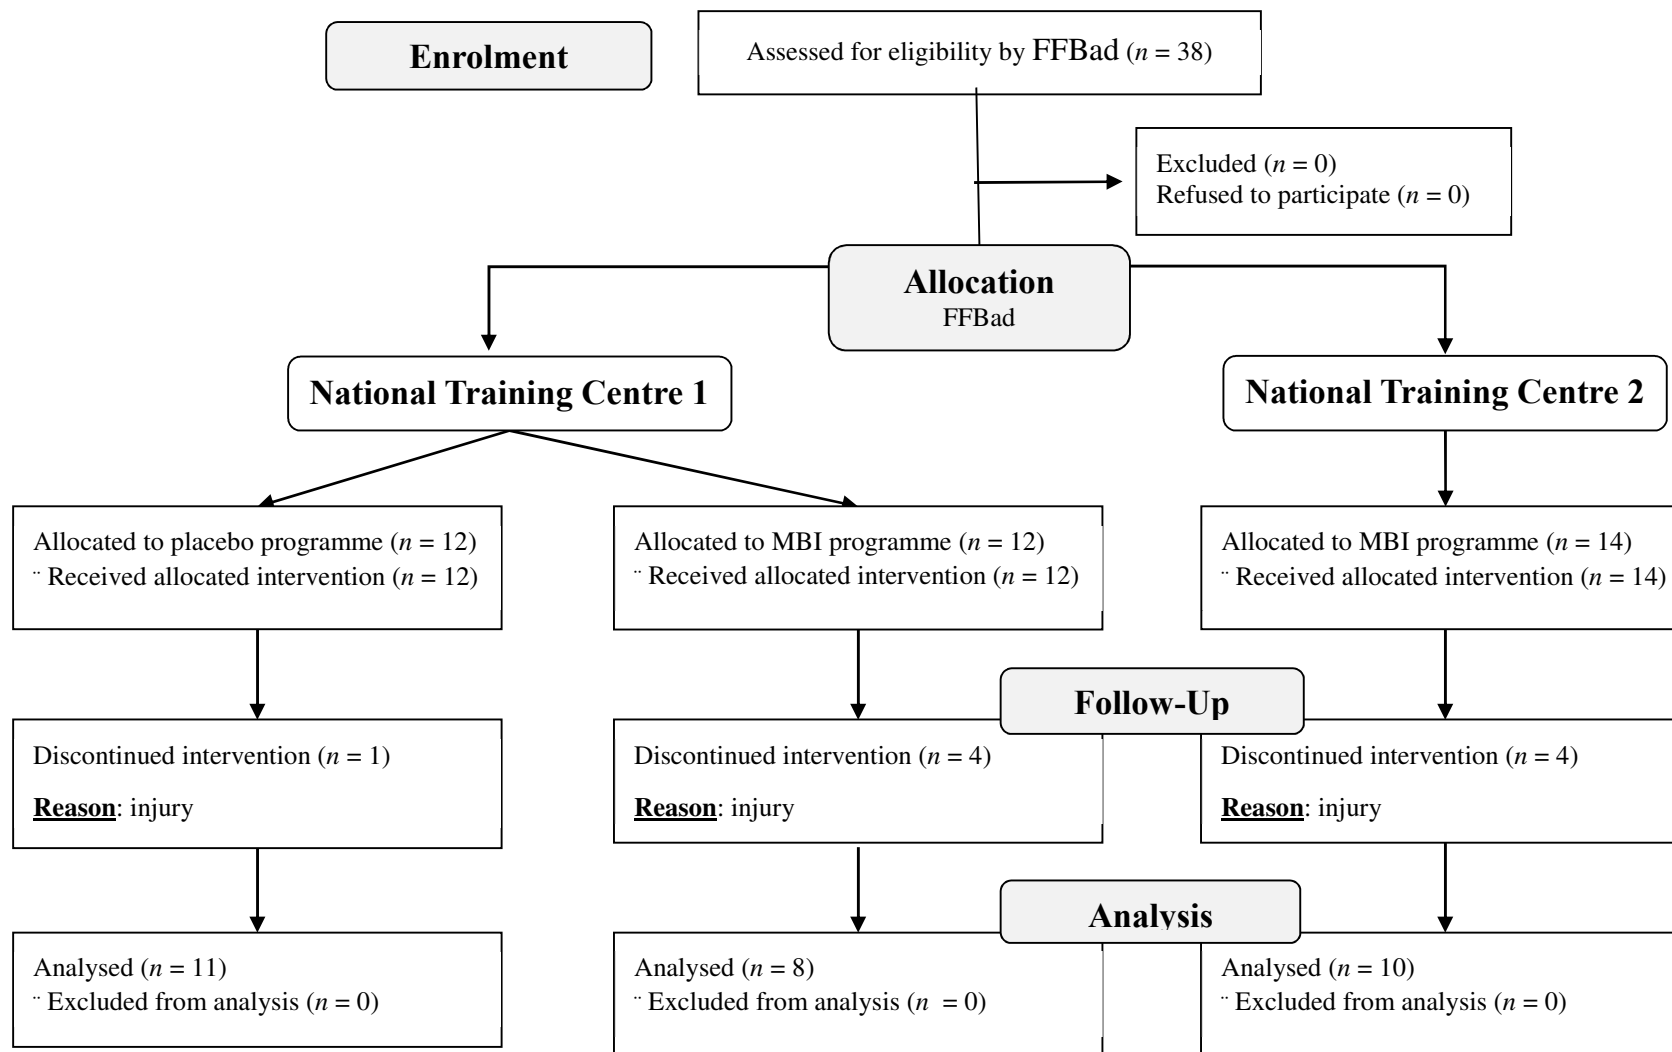 Enrolment
Assessed for eligibility by FFBad (n = 38)
Excluded (n = 0)
Refused to participate (n = 0)
Allocation
FFBad
National Training Centre 1
National Training Centre 2
Allocated to placebo programme (n = 12)
¨ Received allocated intervention (n = 12)
Allocated to MBI programme (n = 12)
¨ Received allocated intervention (n = 12)
Allocated to MBI programme (n = 14)
¨ Received allocated intervention (n = 14)
Follow-Up
Discontinued intervention (n = 1)
Reason: injury
Discontinued intervention (n = 4)
Reason: injury
Discontinued intervention (n = 4)
Reason: injury
Analysis
Analysed (n = 11)
¨ Excluded from analysis (n = 0)
Analysed (n = 8)
¨ Excluded from analysis (n = 0)
Analysed (n = 10)
¨ Excluded from analysis (n = 0)